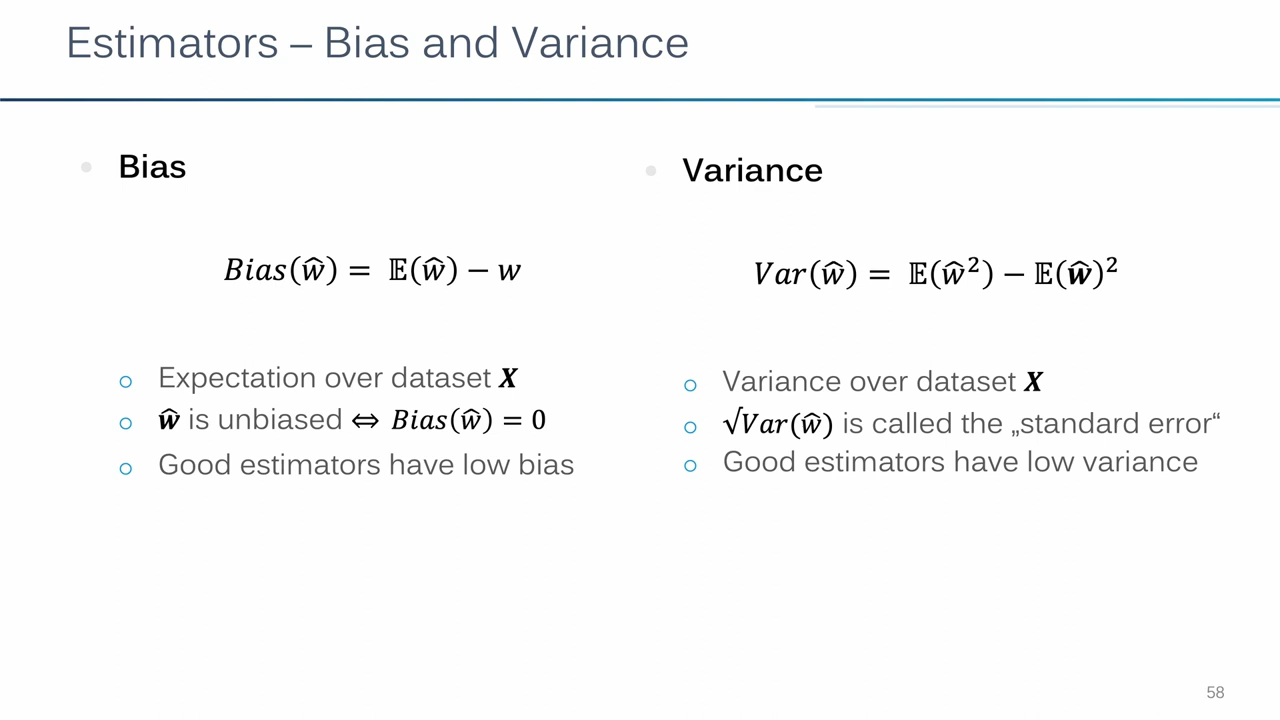 Estimators – Bias and Variance
• Bias
Bias(ŵ) = 𝔼(ŵ) − w
o Expectation over dataset X
o ŵ is unbiased ⇔ Bias(ŵ) = 0
o Good estimators have low bias
• Variance
Var(ŵ) = 𝔼(ŵ²) − 𝔼(ŵ)²
o Variance over dataset X
o √Var(ŵ) is called the „standard error“
o Good estimators have low variance
58